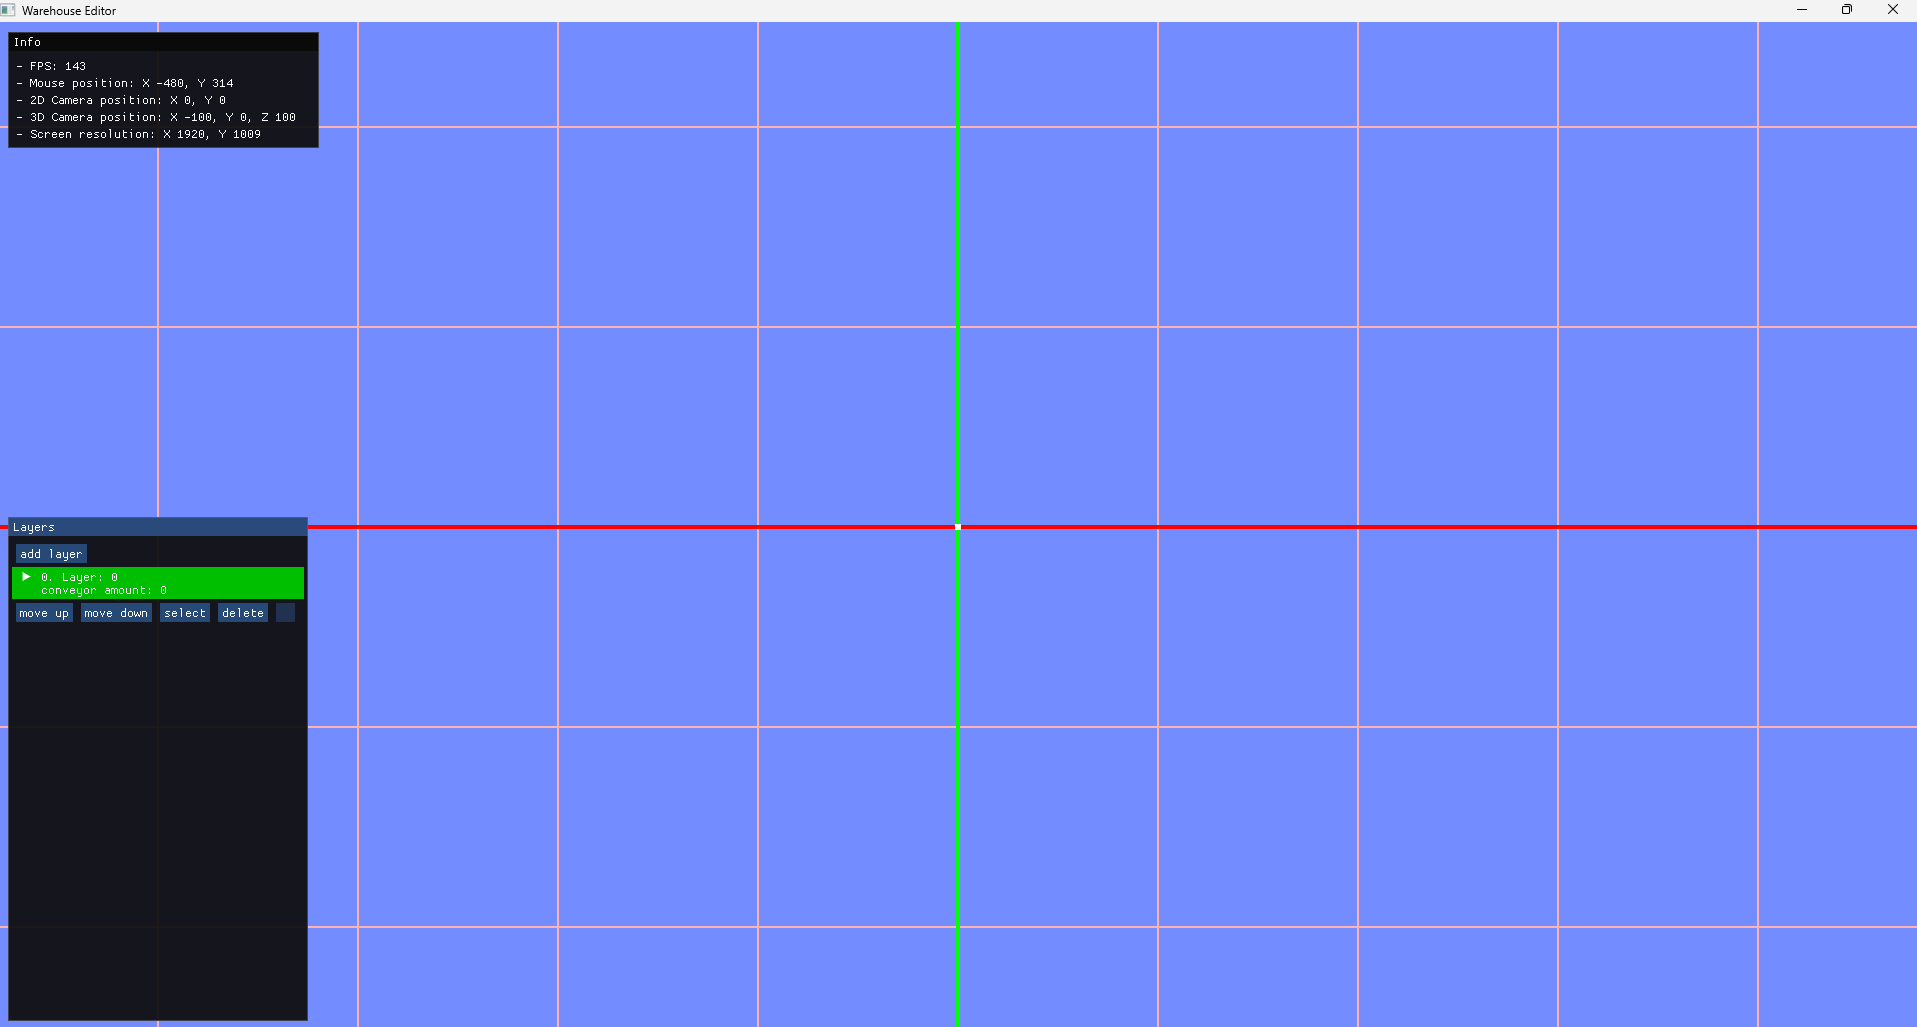 Warehouse Editor
Info
- FPS: 143
- Mouse position: X -480, Y 314
- 2D Camera position: X 0, Y 0
- 3D Camera position: X -100, Y 0, Z 100
- Screen resolution: X 1920, Y 1009
Layers
add layer
0. Layer: 0
conveyor amount: 0
move up move down select delete